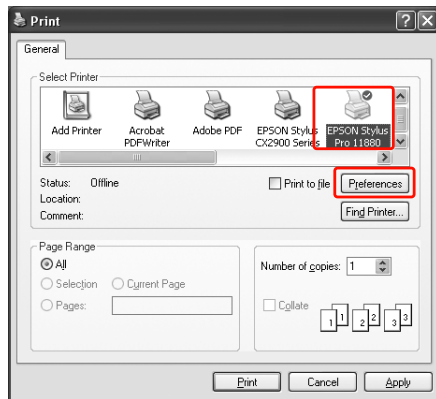 Print
General
Select Printer
Add Printer
Acrobat PDFWriter
Adobe PDF
EPSON Stylus CX2900 Series
EPSON Stylus Pro 11880
Status: Offline
Print to file
Preferences
Location:
Comment:
Find Printer...
Page Range
All
Selection
Current Page
Pages:
Number of copies: 1
Collate
1 1 2 2 3 3
Print
Cancel
Apply